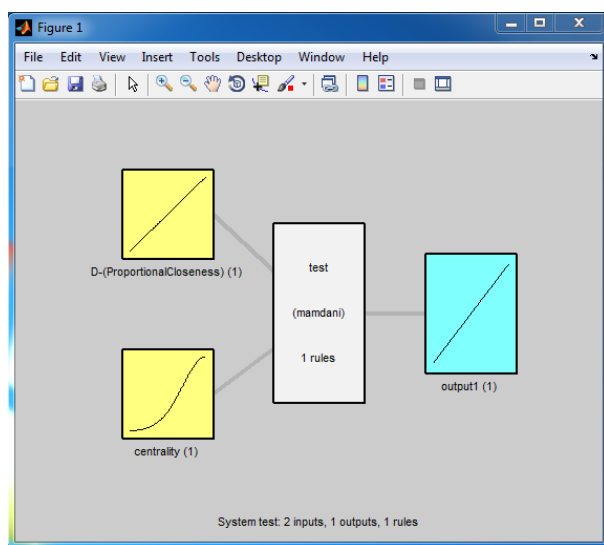 Figure 1
File Edit View Insert Tools Desktop Window Help
test
D-(ProportionalCloseness) (1)
(mamdani)
1 rules
output1 (1)
centrality (1)
System test: 2 inputs, 1 outputs, 1 rules